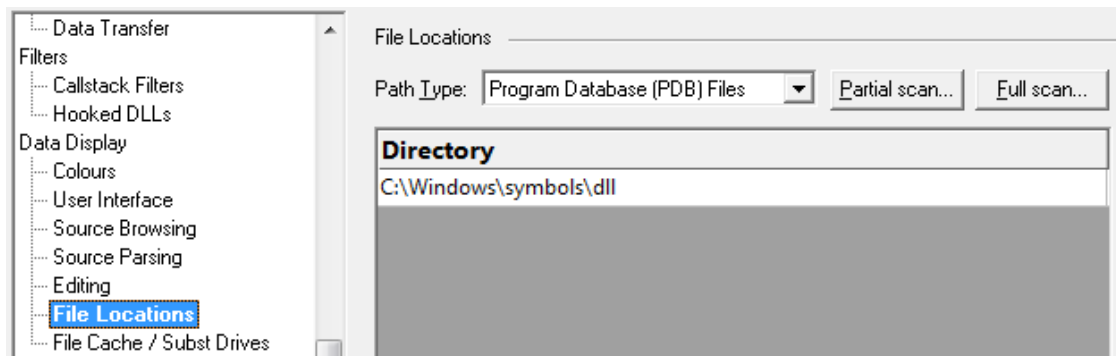 Data Transfer
Filters
Callstack Filters
Hooked DLLs
Data Display
Colours
User Interface
Source Browsing
Source Parsing
Editing
File Locations
File Cache / Subst Drives
File Locations
Path Type: Program Database (PDB) Files Partial scan... Full scan...
Directory
C:\Windows\symbols\dll